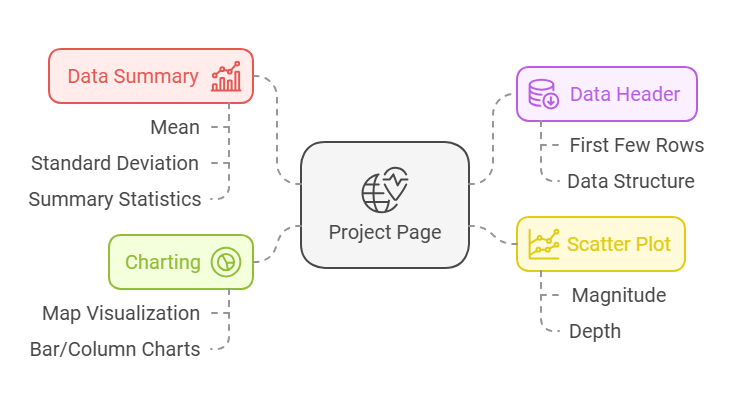 Data Summary
Mean
Standard Deviation
Summary Statistics
Charting
Map Visualization
Bar/Column Charts
Project Page
Data Header
First Few Rows
Data Structure
Scatter Plot
Magnitude
Depth